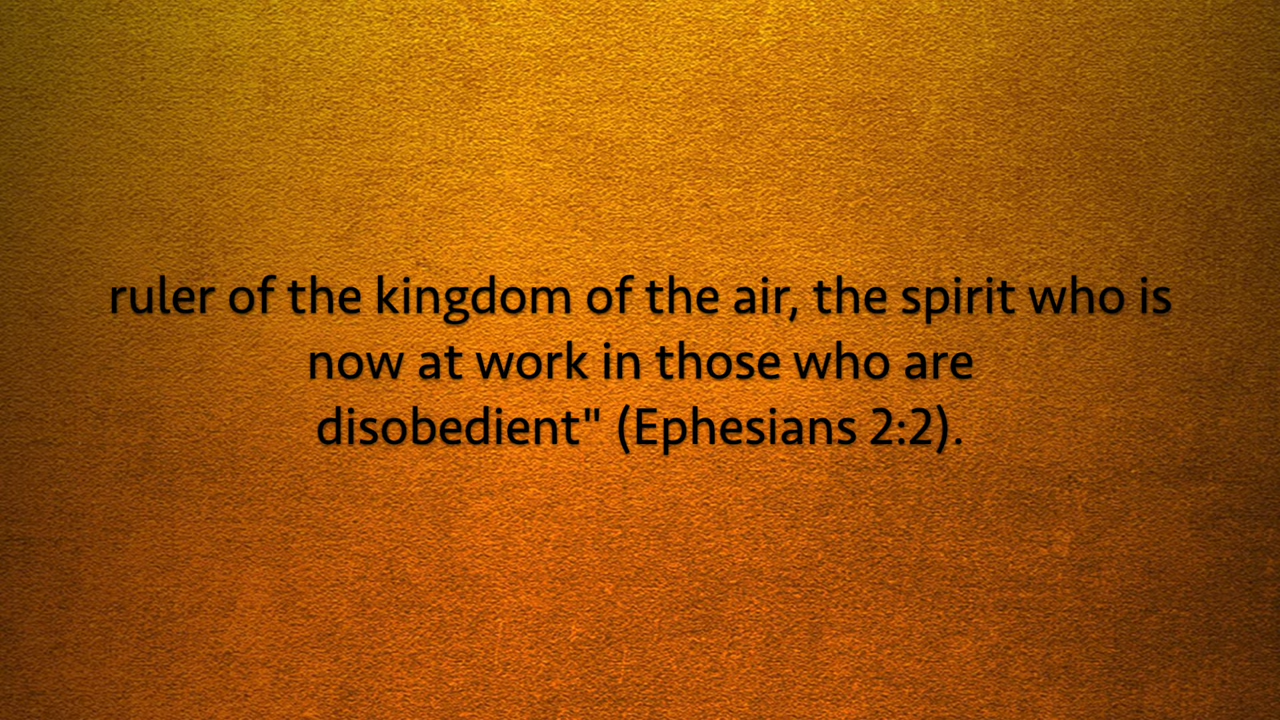 ruler of the kingdom of the air, the spirit who is
now at work in those who are
disobedient" (Ephesians 2:2).